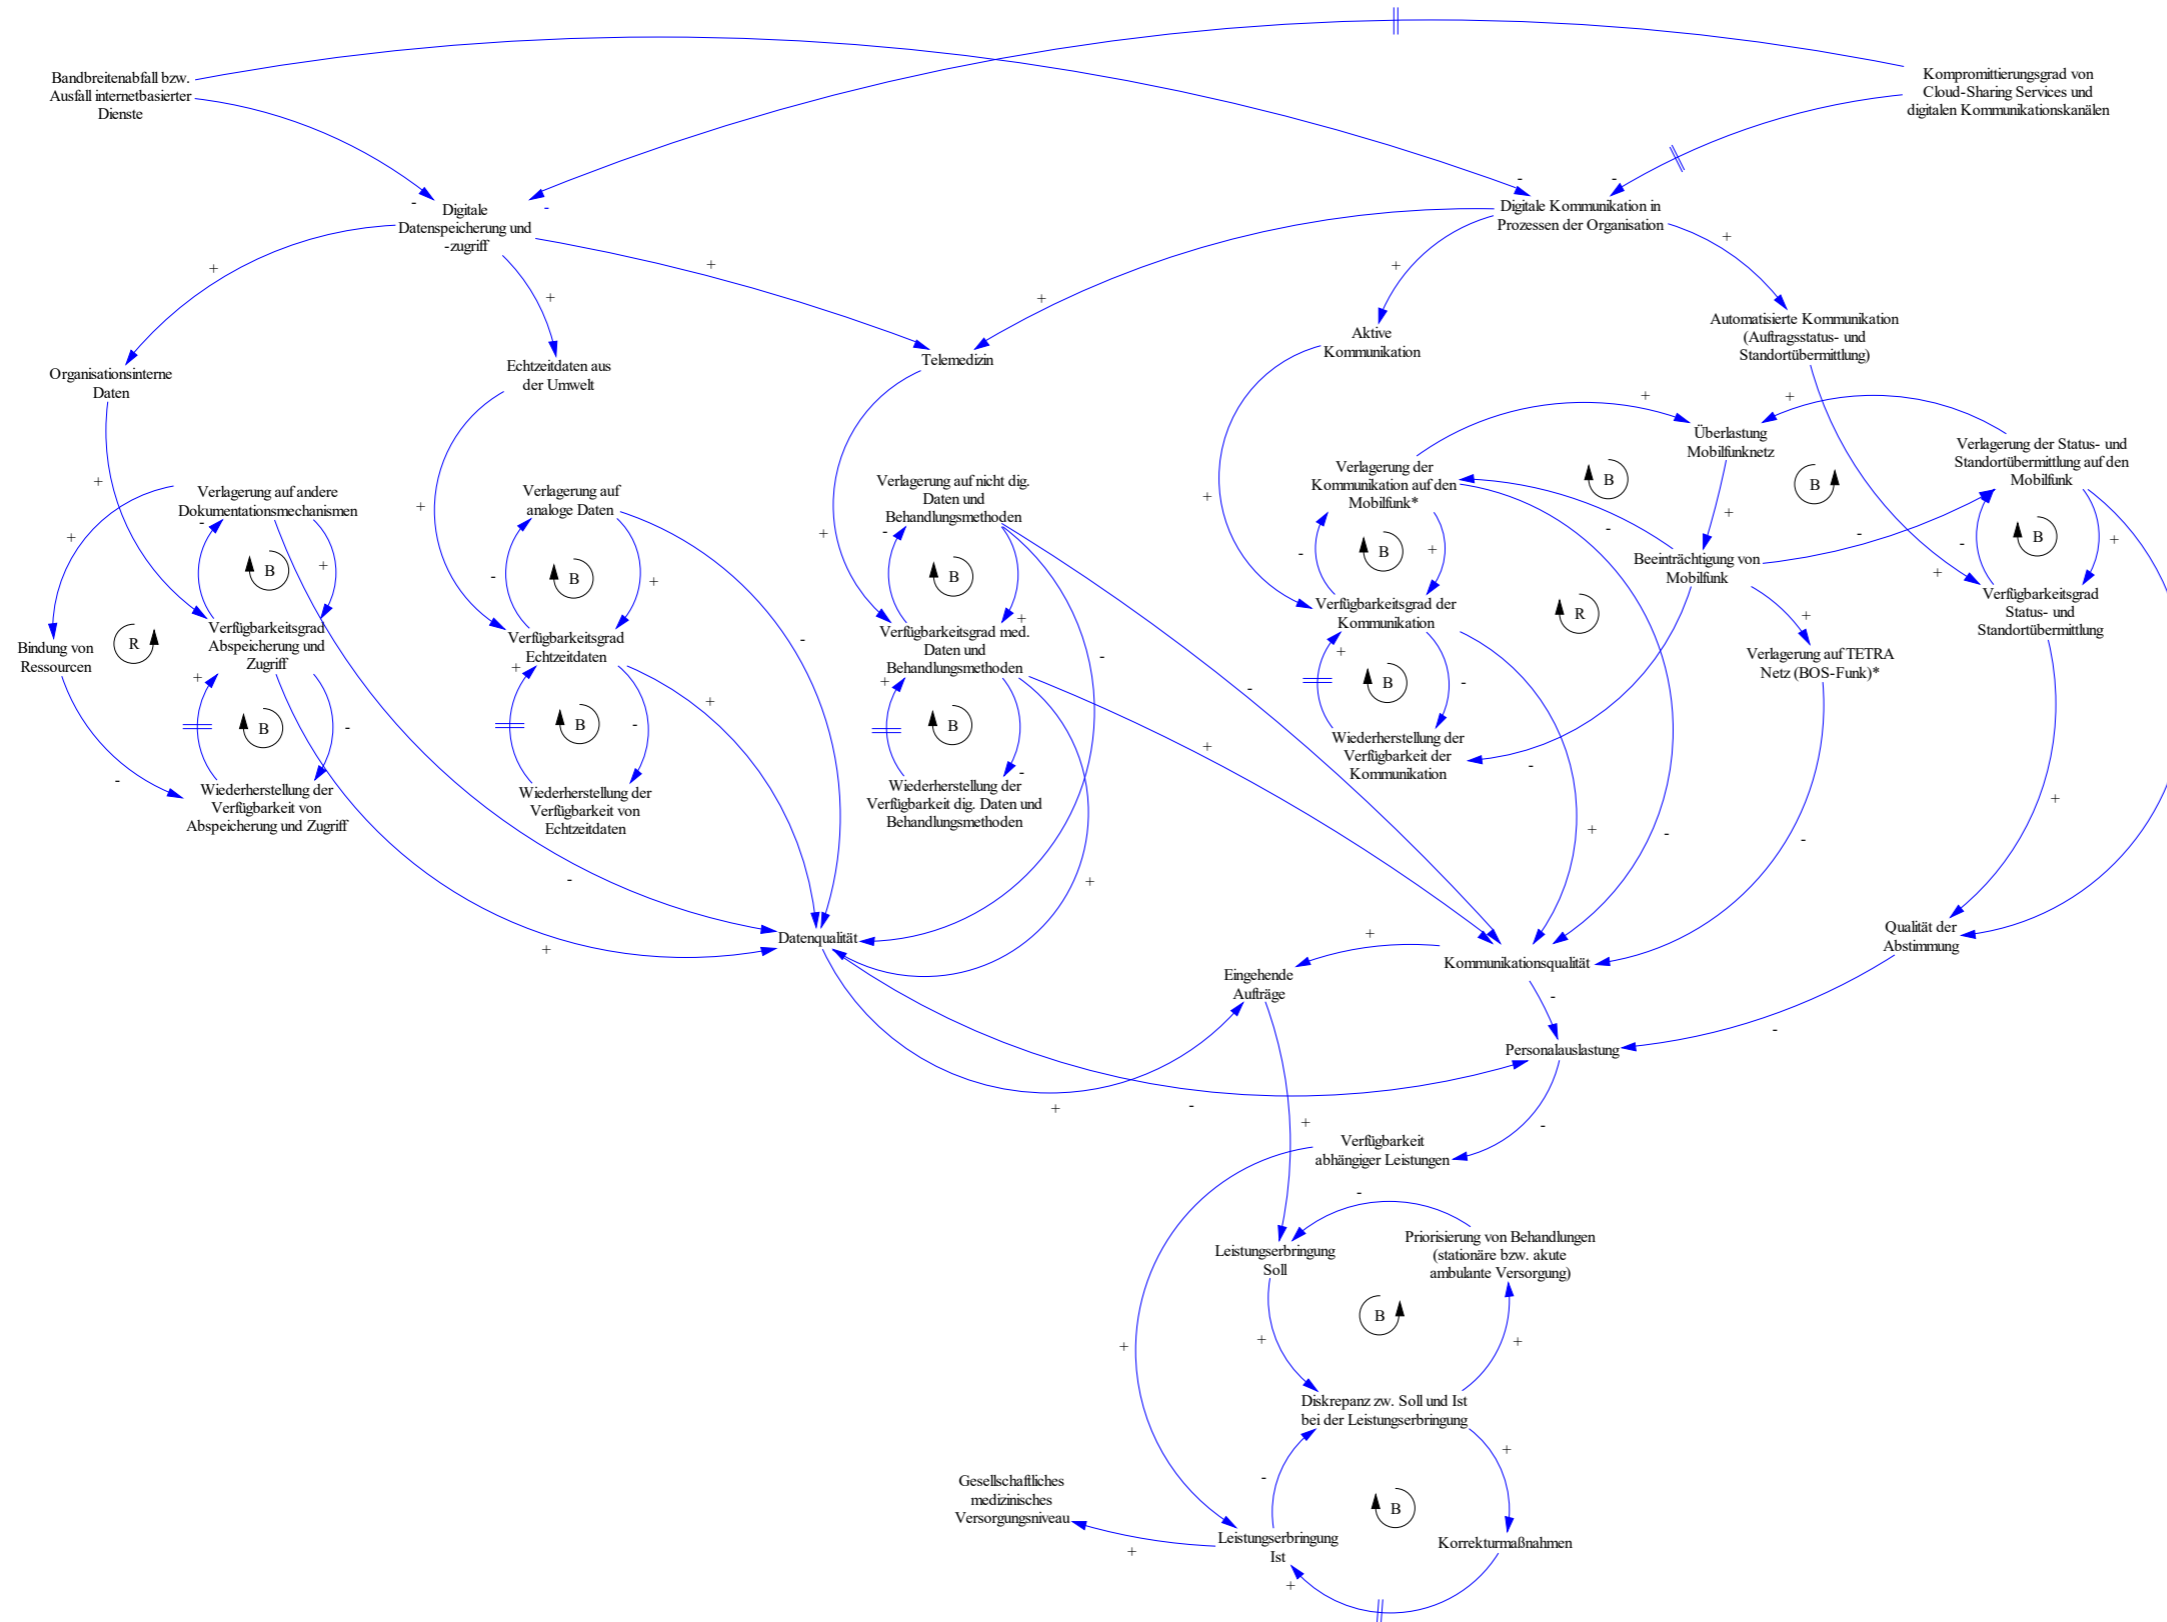 Bandbreitenabfall bzw.
Ausfall internetbasierter
Dienste
Kompromittierungsgrad von
Cloud-Sharing Services und
digitalen Kommunikationskanälen
-
-
-
-
Digitale
Datenspeicherung und
-zugriff
Digitale Kommunikation in
Prozessen der Organisation
+
+
+
+
+
+
Organisationsinterne
Daten
Echtzeitdaten aus
der Umwelt
Telemedizin
Aktive
Kommunikation
Automatisierte Kommunikation
(Auftragsstatus- und
Standortübermittlung)
+
+
+
+
+
+
+
Überlastung
Mobilfunknetz
Verlagerung auf andere
Dokumentationsmechanismen
Verlagerung auf
analoge Daten
Verlagerung auf nicht dig.
Daten und
Behandlungsmethoden
Verlagerung der
Kommunikation auf den
Mobilfunk*
Verlagerung der Status- und
Standortübermittlung auf den
Mobilfunk
B
B
+
-
-
-
-
+
-
-
-
+
+
+
+
+
+
B
B
B
B
B
Beeinträchtigung von
Mobilfunk
R
R
Bindung von
Ressourcen
Verfügbarkeitsgrad
Abspeicherung und
Zugriff
Verfügbarkeitsgrad
Echtzeitdaten
Verfügbarkeitsgrad med.
Daten und
Behandlungsmethoden
Verfügbarkeitsgrad der
Kommunikation
Verfügbarkeitsgrad
Status- und
Standortübermittlung
+
Verlagerung auf TETRA
Netz (BOS-Funk)*
+
+
+
+
-
-
-
-
B
B
B
B
-
-
-
+
+
-
-
Wiederherstellung der
Verfügbarkeit von
Abspeicherung und Zugriff
Wiederherstellung der
Verfügbarkeit von
Echtzeitdaten
Wiederherstellung der
Verfügbarkeit dig. Daten und
Behandlungsmethoden
Wiederherstellung der
Verfügbarkeit der
Kommunikation
-
+
+
-
-
+
-
+
+
Datenqualität
Kommunikationsqualität
Qualität der
Abstimmung
+
Eingehende
Aufträge
-
-
Personalauslastung
+
-
+
-
Verfügbarkeit
abhängiger Leistungen
-
Leistungserbringung
Soll
Priorisierung von Behandlungen
(stationäre bzw. akute
ambulante Versorgung)
B
+
+
+
Diskrepanz zw. Soll und Ist
bei der Leistungserbringung
+
-
B
Gesellschaftliches
medizinisches
Versorgungsniveau
Leistungserbringung
Ist
Korrekturmaßnahmen
+
+